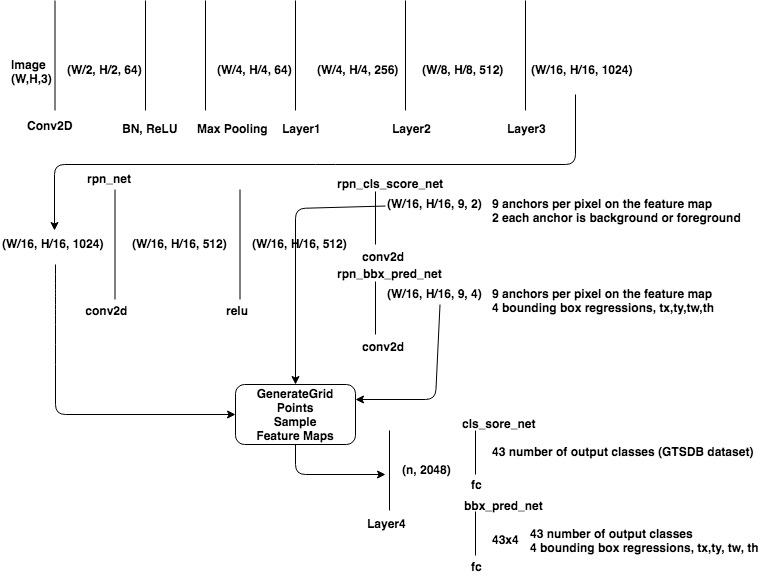 Image
(W,H,3)
(W/2, H/2, 64)
(W/4, H/4, 64)
(W/4, H/4, 256)
(W/8, H/8, 512)
(W/16, H/16, 1024)
Conv2D
BN, ReLU
Max Pooling
Layer1
Layer2
Layer3
rpn_net
(W/16, H/16, 1024)
(W/16, H/16, 512)
(W/16, H/16, 512)
conv2d
relu
rpn_cls_score_net
(W/16, H/16, 9, 2)
9 anchors per pixel on the feature map
2 each anchor is background or foreground
conv2d
rpn_bbx_pred_net
(W/16, H/16, 9, 4)
9 anchors per pixel on the feature map
4 bounding box regressions, tx,ty,tw,th
conv2d
GenerateGrid
Points
Sample
Feature Maps
(n, 2048)
Layer4
cls_sore_net
43 number of output classes (GTSDB dataset)
fc
bbx_pred_net
43x4
43 number of output classes
4 bounding box regressions, tx,ty, tw, th
fc